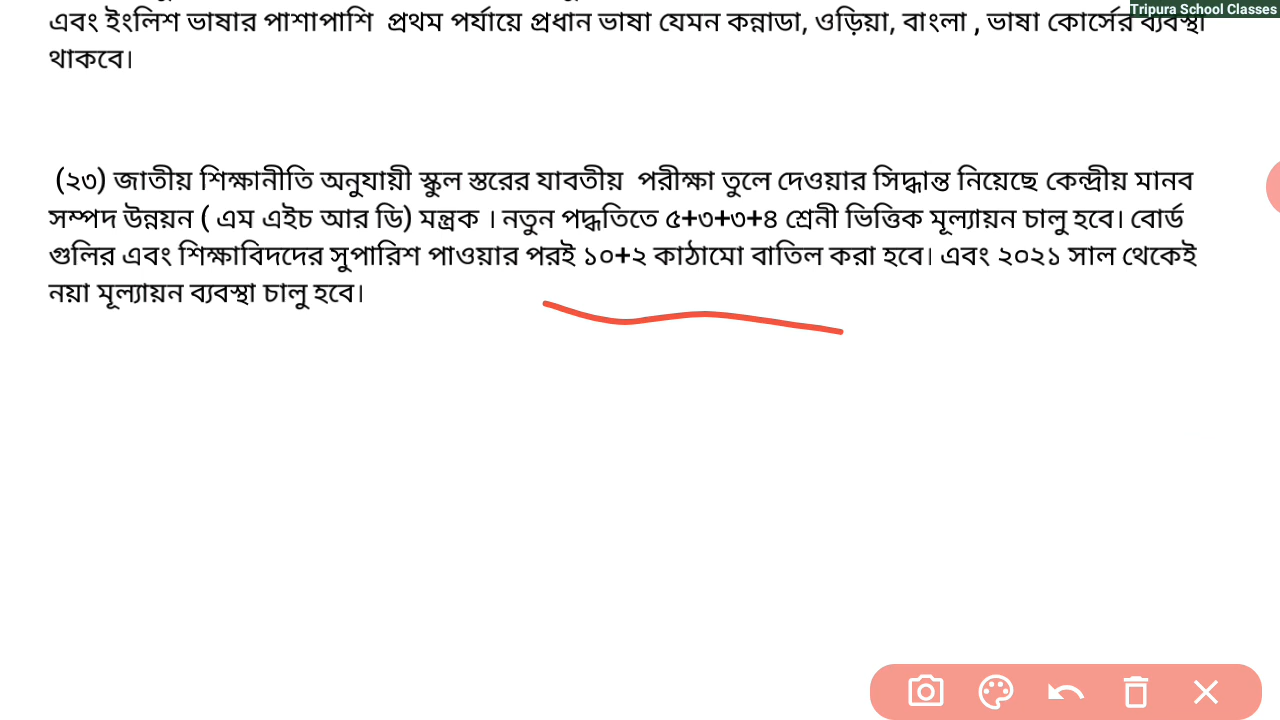 Tripura School Classes
এবং ইংলিশ ভাষার পাশাপাশি প্রথম পর্যায়ে প্রধান ভাষা যেমন কন্নাডা, ওড়িয়া, বাংলা , ভাষা কোর্সের ব্যবস্থা
থাকবে।
(২৩) জাতীয় শিক্ষানীতি অনুযায়ী স্কুল স্তরের যাবতীয় পরীক্ষা তুলে দেওয়ার সিদ্ধান্ত নিয়েছে কেন্দ্রীয় মানব
সম্পদ উন্নয়ন ( এম এইচ আর ডি) মন্ত্রক । নতুন পদ্ধতিতে ৫+৩+৩+৪ শ্রেনী ভিত্তিক মূল্যায়ন চালু হবে। বোর্ড
গুলির এবং শিক্ষাবিদদের সুপারিশ পাওয়ার পরই ১০+২ কাঠামো বাতিল করা হবে। এবং ২০২১ সাল থেকেই
নয়া মূল্যায়ন ব্যবস্থা চালু হবে।